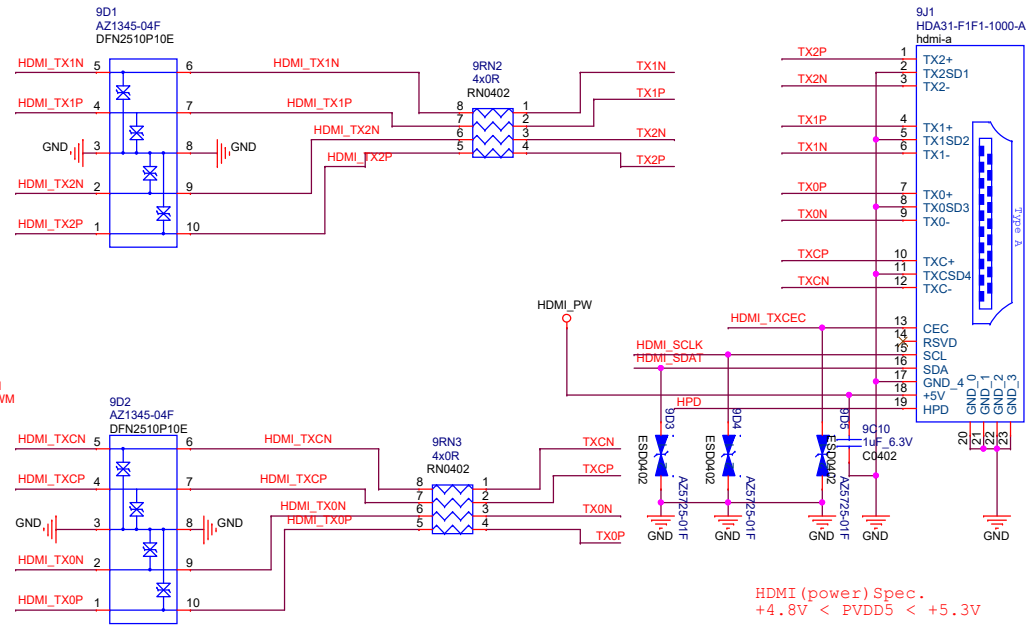 9D1
AZ1345-04F
DFN2510P10E
HDMI_TX1N 5 6 HDMI_TX1N
HDMI_TX1P 4 7 HDMI_TX1P
GND 3 8 GND
HDMI_TX2N 2 9 HDMI_TX2N
HDMI_TX2P 1 10 HDMI_TX2P
9RN2
4x0R
RN0402
8 1 TX1N
7 2 TX1P
6 3 TX2N
5 4 TX2P
9J1
HDA31-F1F1-1000-A
hdmi-a
TX2P 1 TX2+
2 TX2SD1
TX2N 3 TX2-
TX1P 4 TX1+
5 TX1SD2
TX1N 6 TX1-
TX0P 7 TX0+
8 TX0SD3
TX0N 9 TX0-
TXCP 10 TXC+
11 TXCSD4
TXCN 12 TXC-
HDMI_TXCEC 13 CEC
14 RSVD
HDMI_SCLK 15 SCL
HDMI_SDAT 16 SDA
17 GND_4
18 +5V
HPD 19 HPD
Type A
GND_0
GND_1
GND_2
GND_3
20
21
22
23
GND
HDMI_PW
9D3
ESD0402
AZ5725-01F
GND
9D4
ESD0402
AZ5725-01F
GND
9D5
ESD0402
AZ5725-01F
GND
9C10
1uF_6.3V
C0402
GND
WM
9D2
AZ1345-04F
DFN2510P10E
HDMI_TXCN 5 6 HDMI_TXCN
HDMI_TXCP 4 7 HDMI_TXCP
GND 3 8 GND
HDMI_TX0N 2 9 HDMI_TX0N
HDMI_TX0P 1 10 HDMI_TX0P
9RN3
4x0R
RN0402
8 1 TXCN
7 2 TXCP
6 3 TX0N
5 4 TX0P
HDMI(power)Spec.
+4.8V < PVDD5 < +5.3V